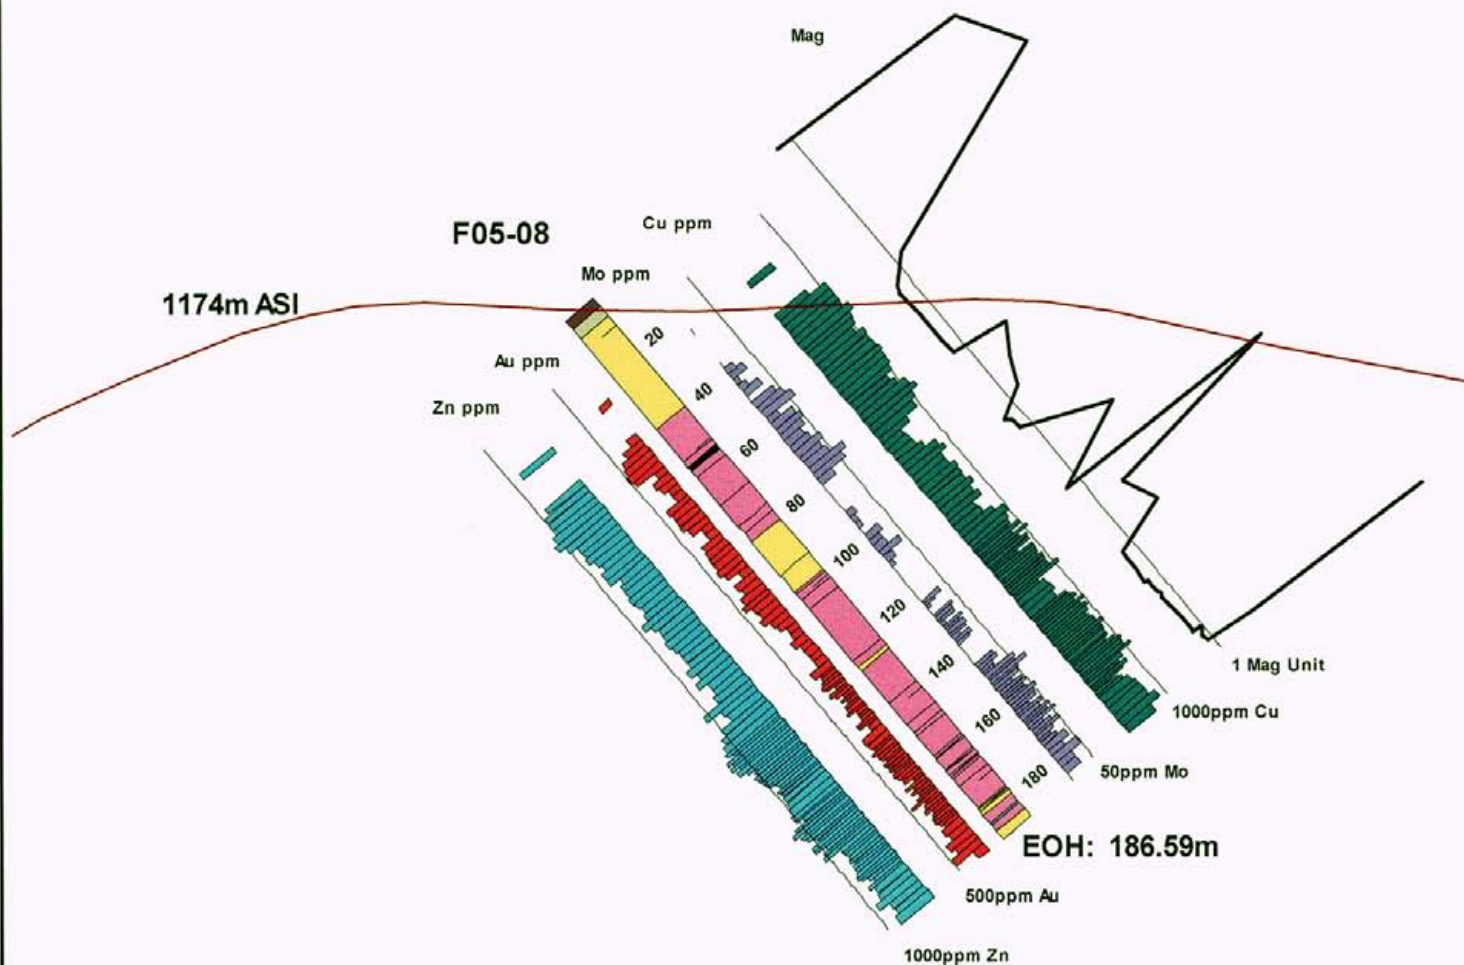 Mag
Cu ppm
F05-08
Mo ppm
1174m ASl
Au ppm
Zn ppm
20
40
60
80
100
120
140
160
180
1 Mag Unit
1000ppm Cu
50ppm Mo
EOH: 186.59m
500ppm Au
1000ppm Zn